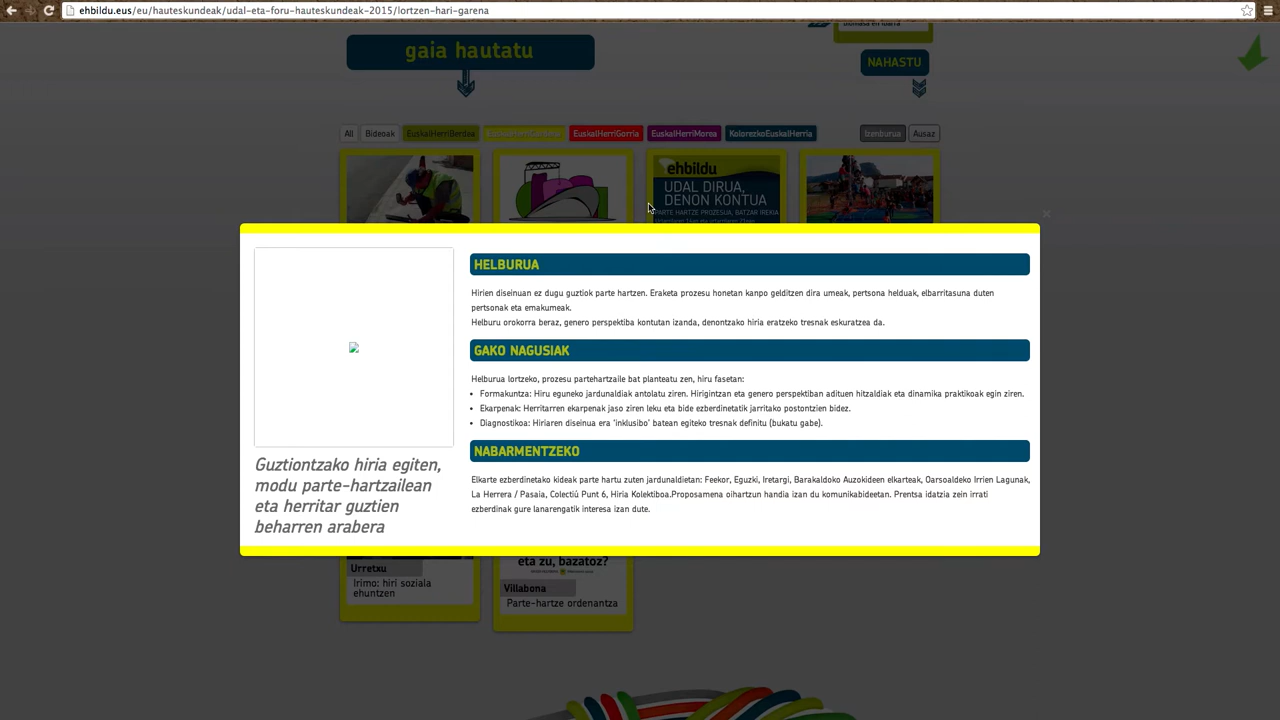 ehbildu.eus/eu/hauteskundeak/udal-eta-foru-hauteskundeak-2015/lortzen-hari-garena
gaia hautatu
NAHASTU
All
Bideoak
EuskalHerriBerdea
EuskalHerriGorria
EuskalHerriMorea
KolorezkoEuskalHerria
Izenburua
Ausaz
ehbildu
UDAL DIRUA,
DENON KONTUA
PARTE HARTZE PROZESUA, BATZAR IREKIA
×
HELBURUA
Hirien diseinuan ez dugu guztiok parte hartzen. Eraketa prozesu honetan kanpo gelditzen dira umeak, pertsona helduak, elbarritasuna duten
pertsonak eta emakumeak.
Helburu orokorra beraz, genero perspektiba kontutan izanda, denontzako hiria eratzeko tresnak eskuratzea da.
GAKO NAGUSIAK
Helburua lortzeko, prozesu partehartzaile bat planteatu zen, hiru fasetan:
• Formakuntza: Hiru eguneko jardunaldiak antolatu ziren. Hirigintzan eta genero perspektiban adituen hitzaldiak eta dinamika praktikoak egin ziren.
• Ekarpenak: Herritarren ekarpenak jaso ziren leku eta bide ezberdinetatik jarritako postontzien bidez.
• Diagnostikoa: Hiriaren diseinua era 'inklusibo' batean egiteko tresnak definitu (bukatu gabe).
NABARMENTZEKO
Elkarte ezberdinetako kideak parte hartu zuten jardunaldietan: Feekor, Eguzki, Iretargi, Barakaldoko Auzokideen elkarteak, Oarsoaldeko Irrien Lagunak,
La Herrera / Pasaia, Colectiú Punt 6, Hiria Kolektiboa.Proposamena oihartzun handia izan du komunikabideetan. Prentsa idatzia zein irrati
ezberdinak gure lanarengatik interesa izan dute.
Guztiontzako hiria egiten,
modu parte-hartzailean
eta herritar guztien
beharren arabera
Urretxu
Irimo: hiri soziala
ehuntzen
eta zu, bazatoz?
Villabona
Parte-hartze ordenantza